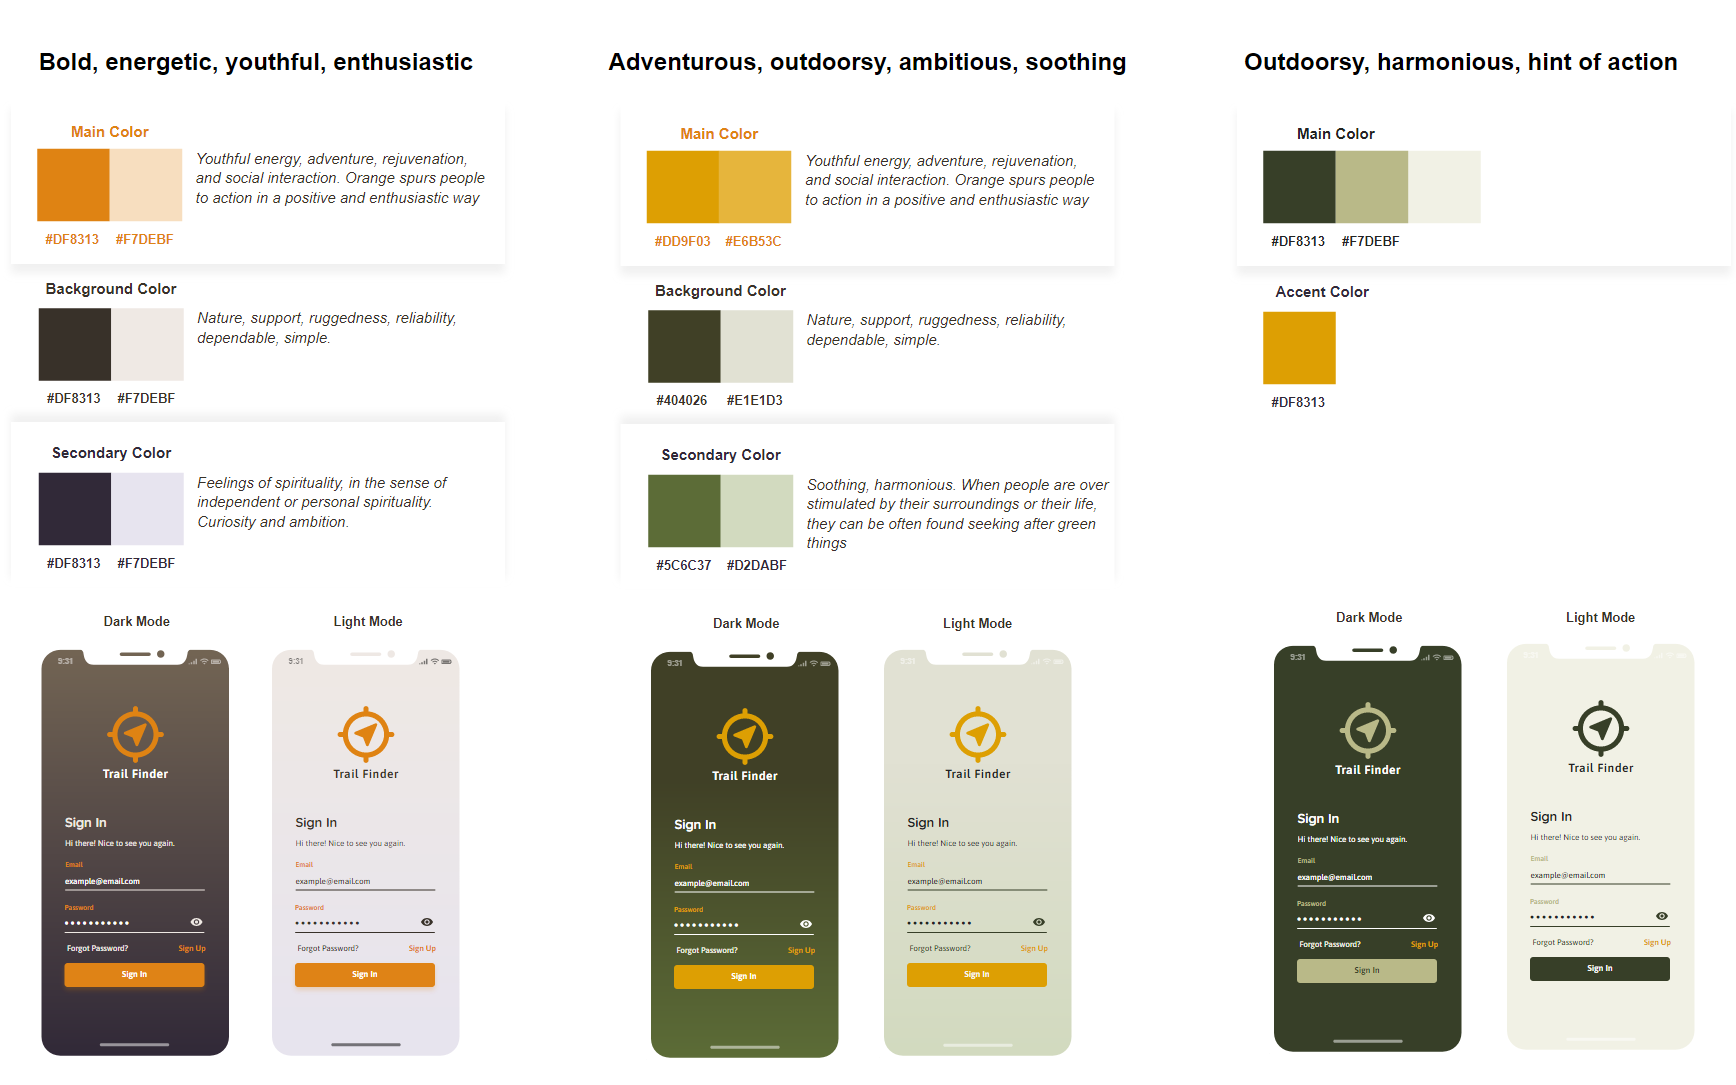 Bold, energetic, youthful, enthusiastic
Main Color
Youthful energy, adventure, rejuvenation,
and social interaction. Orange spurs people
to action in a positive and enthusiastic way
#DF8313 #F7DEBF
Background Color
Nature, support, ruggedness, reliability,
dependable, simple.
#DF8313 #F7DEBF
Secondary Color
Feelings of spirituality, in the sense of
independent or personal spirituality.
Curiosity and ambition.
#DF8313 #F7DEBF
Dark Mode
9:31
Trail Finder
Sign In
Hi there! Nice to see you again.
Email
example@email.com
Password
Forgot Password? Sign Up
Sign In
Light Mode
9:31
Trail Finder
Sign In
Hi there! Nice to see you again.
Email
example@email.com
Password
Forgot Password? Sign Up
Sign In
Adventurous, outdoorsy, ambitious, soothing
Main Color
Youthful energy, adventure, rejuvenation,
and social interaction. Orange spurs people
to action in a positive and enthusiastic way
#DD9F03 #E6B53C
Background Color
Nature, support, ruggedness, reliability,
dependable, simple.
#404026 #E1E1D3
Secondary Color
Soothing, harmonious. When people are over
stimulated by their surroundings or their life,
they can be often found seeking after green
things
#5C6C37 #D2DABF
Dark Mode
9:31
Trail Finder
Sign In
Hi there! Nice to see you again.
Email
example@email.com
Password
Forgot Password? Sign Up
Sign In
Light Mode
9:31
Trail Finder
Sign In
Hi there! Nice to see you again.
Email
example@email.com
Password
Forgot Password? Sign Up
Sign In
Outdoorsy, harmonious, hint of action
Main Color
#DF8313 #F7DEBF
Accent Color
#DF8313
Dark Mode
9:31
Trail Finder
Sign In
Hi there! Nice to see you again.
Email
example@email.com
Password
Forgot Password? Sign Up
Sign In
Light Mode
Trail Finder
Sign In
Hi there! Nice to see you again.
Email
example@email.com
Password
Forgot Password? Sign Up
Sign In